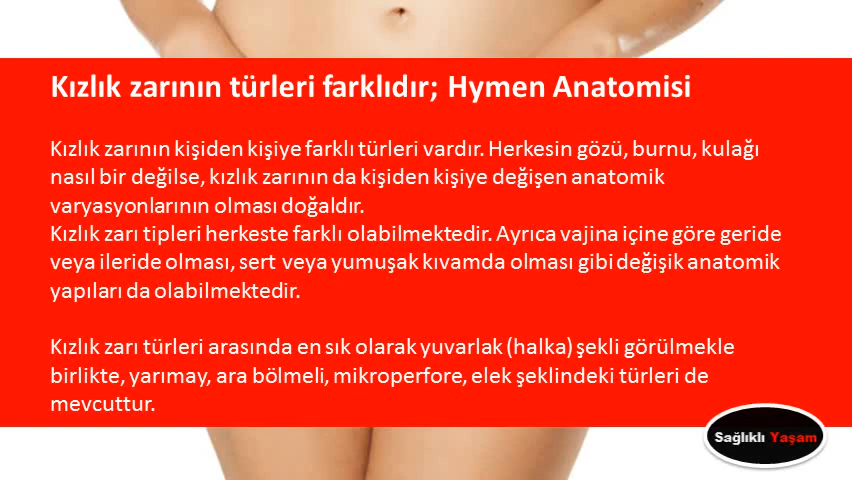 Kızlık zarının türleri farklıdır; Hymen Anatomisi
Kızlık zarının kişiden kişiye farklı türleri vardır. Herkesin gözü, burnu, kulağı
nasıl bir değilse, kızlık zarının da kişiden kişiye değişen anatomik
varyasyonlarının olması doğaldır.
Kızlık zarı tipleri herkeste farklı olabilmektedir. Ayrıca vajina içine göre geride
veya ileride olması, sert veya yumuşak kıvamda olması gibi değişik anatomik
yapıları da olabilmektedir.
Kızlık zarı türleri arasında en sık olarak yuvarlak (halka) şekli görülmekle
birlikte, yarımay, ara bölmeli, mikroperfore, elek şeklindeki türleri de
mevcuttur.
Sağlıklı Yaşam